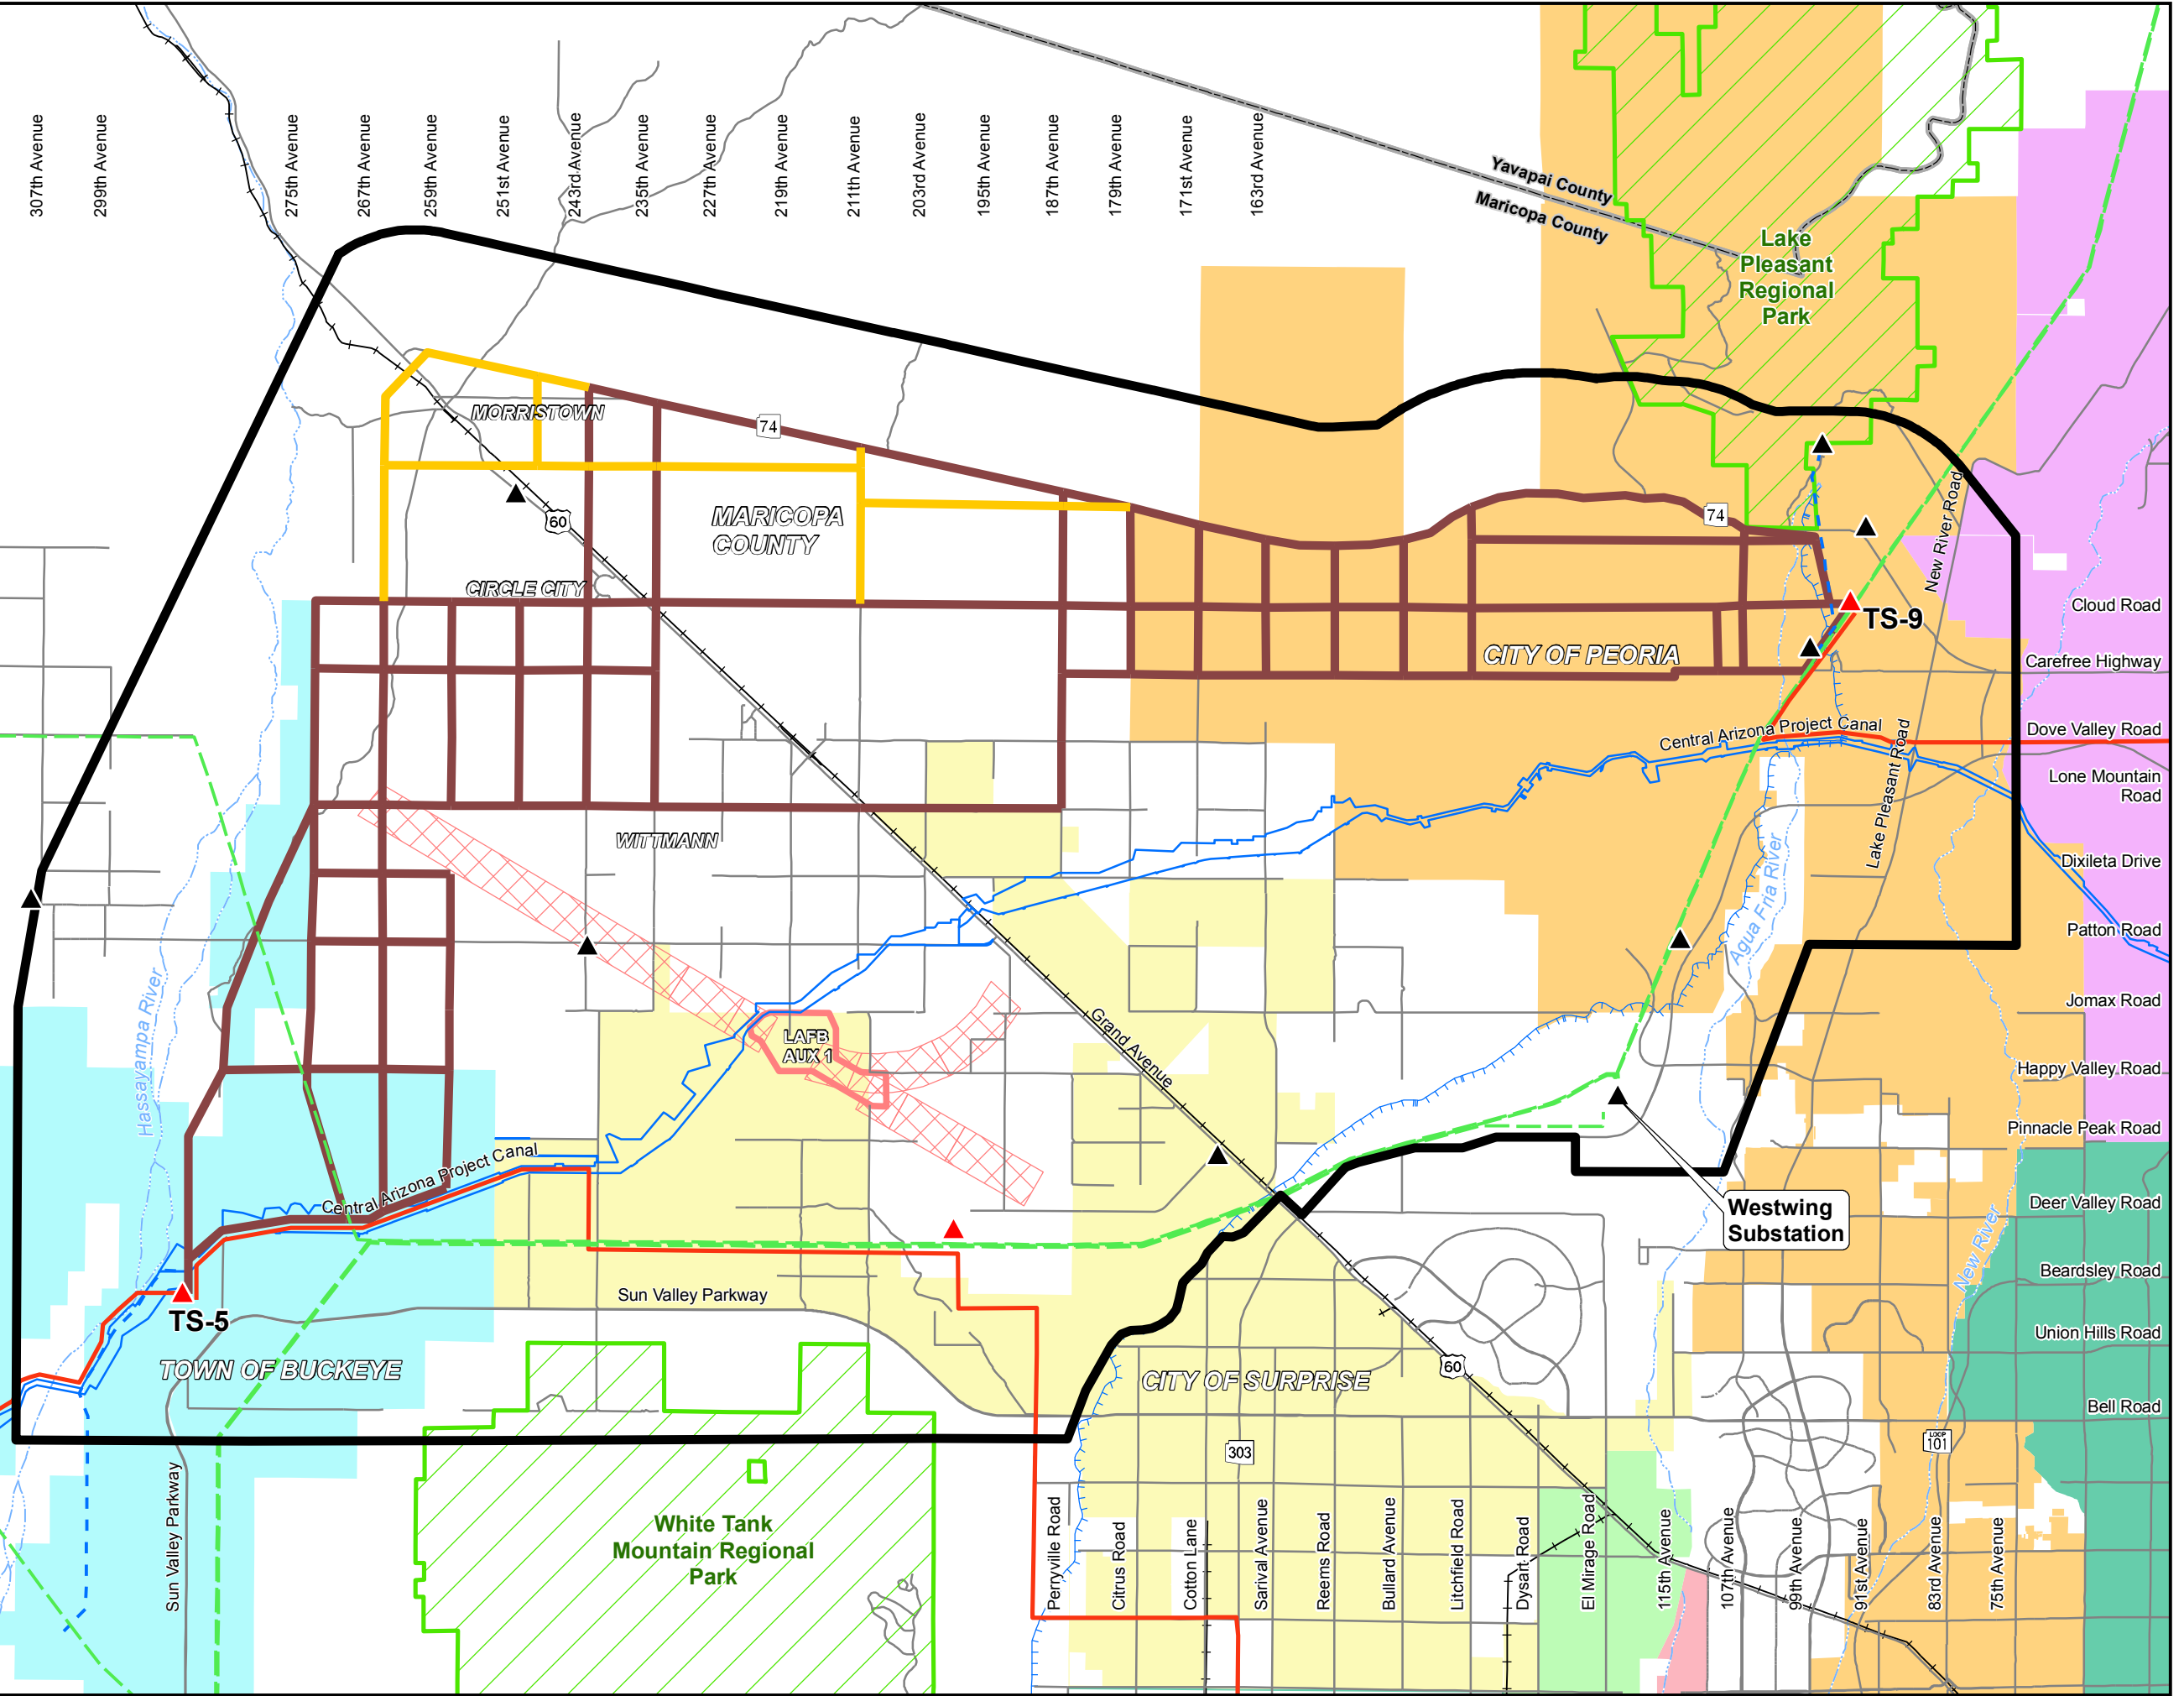 307th Avenue
299th Avenue
275th Avenue
267th Avenue
259th Avenue
251st Avenue
243rd Avenue
235th Avenue
227th Avenue
219th Avenue
211th Avenue
203rd Avenue
195th Avenue
187th Avenue
179th Avenue
171st Avenue
163rd Avenue
Yavapai County
Maricopa County
Lake
Pleasant
Regional
Park
MORRISTOWN
74
MARICOPA
COUNTY
60
74
New River Road
CIRCLE CITY
TS-9
Cloud Road
CITY OF PEORIA
Carefree Highway
Central Arizona Project Canal
Dove Valley Road
Lone Mountain
Road
Lake Pleasant Road
WITTMANN
Dixileta Drive
Agua Fria River
Patton Road
Hassayampa River
Jomax Road
LAFB
AUX 1
Grand Avenue
Happy Valley Road
Pinnacle Peak Road
Central Arizona Project Canal
Westwing
Substation
Deer Valley Road
New River
Beardsley Road
Sun Valley Parkway
TS-5
Union Hills Road
TOWN OF BUCKEYE
CITY OF SURPRISE
60
Bell Road
303
LOOP
101
Sun Valley Parkway
White Tank
Mountain Regional
Park
Perryville Road
Citrus Road
Cotton Lane
Sarival Avenue
Reems Road
Bullard Avenue
Litchfield Road
Dysart Road
El Mirage Road
115th Avenue
107th Avenue
99th Avenue
91st Avenue
83rd Avenue
75th Avenue